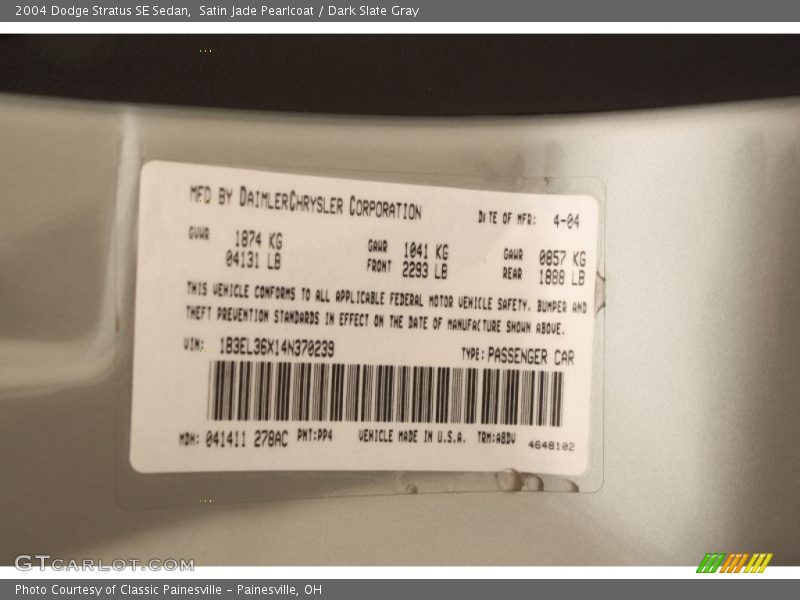 2004 Dodge Stratus SE Sedan,  Satin Jade Pearlcoat / Dark Slate Gray
MFD BY DAIMLERCHRYSLER CORPORATION
DATE OF MFR: 4-04
GVWR 1874 KG
04131 LB
GAWR 1041 KG
FRONT 2293 LB
GAWR 0857 KG
REAR 1888 LB
THIS VEHICLE CONFORMS TO ALL APPLICABLE FEDERAL MOTOR VEHICLE SAFETY, BUMPER AND
THEFT PREVENTION STANDARDS IN EFFECT ON THE DATE OF MANUFACTURE SHOWN ABOVE.
VIN: 1B3EL36X14N370239 TYPE: PASSENGER CAR
MDH: 041411 278AC PNT:PP4 VEHICLE MADE IN U.S.A. TRM:A8DV 4648102
GTCARLOT.COM
Photo Courtesy of Classic Painesville – Painesville, OH